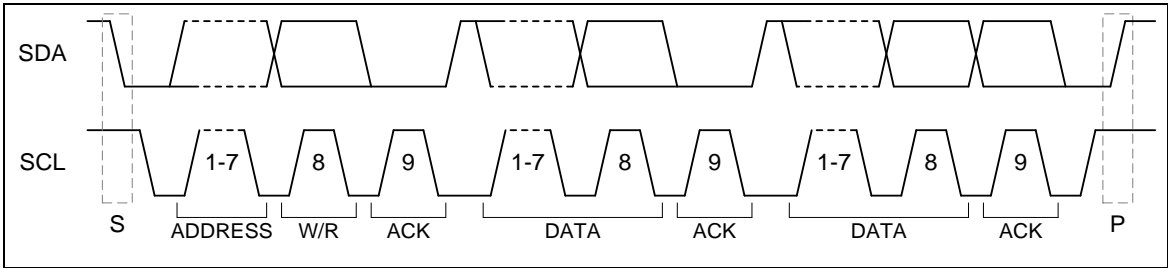 SDA
SCL
1-7 8 9 1-7 8 9 1-7 8 9
S ADDRESS W/R ACK DATA ACK DATA ACK P